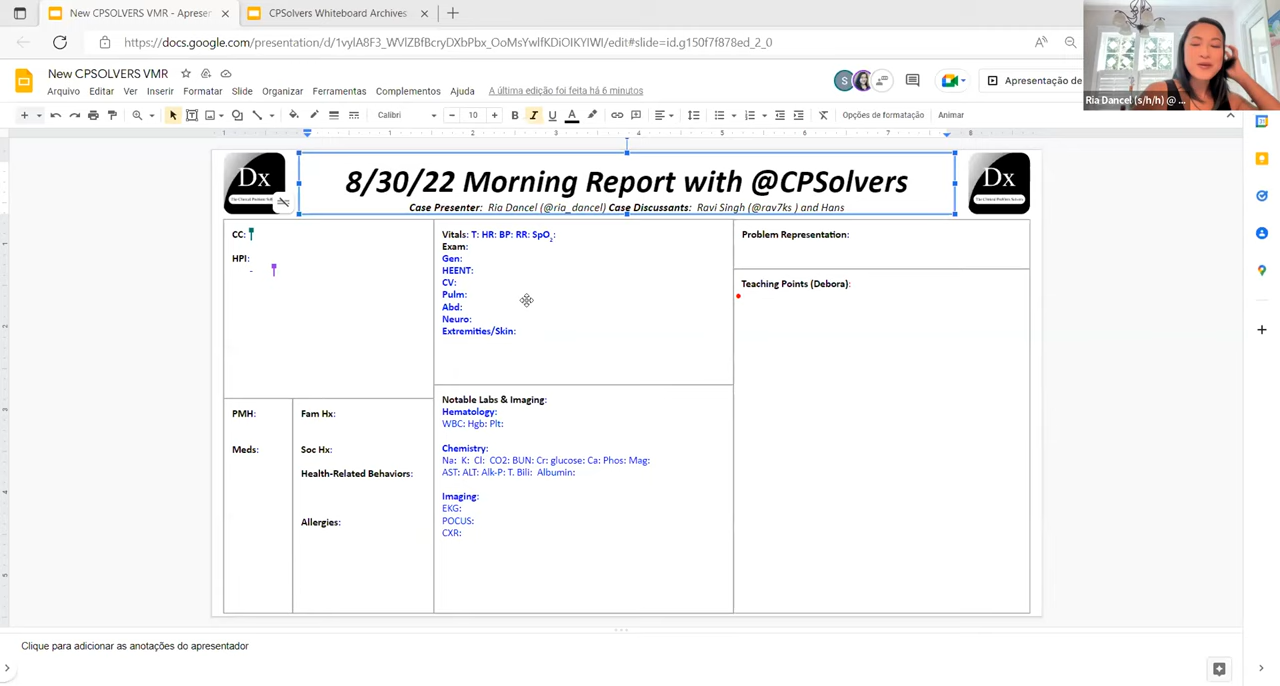 New CPSOLVERS VMR - Apreser
CPSolvers Whiteboard Archives
https://docs.google.com/presentation/d/1vylA8F3_WVlZBfBcryDXbPbx_OoMsYwlfKDiOIKYIWI/edit#slide=id.g150f7f878ed_2_0
New CPSOLVERS VMR
Arquivo Editar Ver Inserir Formatar Slide Organizar Ferramentas Complementos Ajuda A última edição foi feita há 6 minutos
S
Apresentação de
Ria Dancel (s/h/h) @ ...
Calibri 10 B I U A Opções de formatação Animar
Dx
8/30/22 Morning Report with @CPSolvers
Case Presenter: Ria Dancel (@ria_dancel) Case Discussants: Ravi Singh (@rav7ks ) and Hans
Dx
CC:
HPI:
-
PMH:
Meds:
Fam Hx:
Soc Hx:
Health-Related Behaviors:
Allergies:
Vitals: T: HR: BP: RR: SpO2:
Exam:
Gen:
HEENT:
CV:
Pulm:
Abd:
Neuro:
Extremities/Skin:
Notable Labs & Imaging:
Hematology:
WBC: Hgb: Plt:
Chemistry:
Na: K: Cl: CO2: BUN: Cr: glucose: Ca: Phos: Mag:
AST: ALT: Alk-P: T. Bili: Albumin:
Imaging:
EKG:
POCUS:
CXR:
Problem Representation:
Teaching Points (Debora):
Clique para adicionar as anotações do apresentador